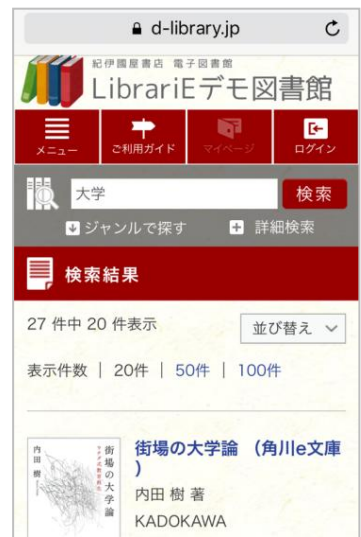 d-library.jp
紀伊國屋書店 電子図書館
LibrariEデモ図書館
メニュー
ご利用ガイド
マイページ
ログイン
大学
検索
ジャンルで探す
詳細検索
検索結果
27 件中 20 件表示
並び替え
表示件数 | 20件 | 50件 | 100件
街場の大学論 （角川e文庫
）
内田 樹 著
KADOKAWA
内田 樹
街場の大学論